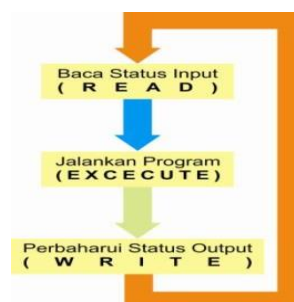 Baca Status Input
( R E A D )
Jalankan Program
(EXCECUTE)
Perbaharui Status Output
( W R I T E )